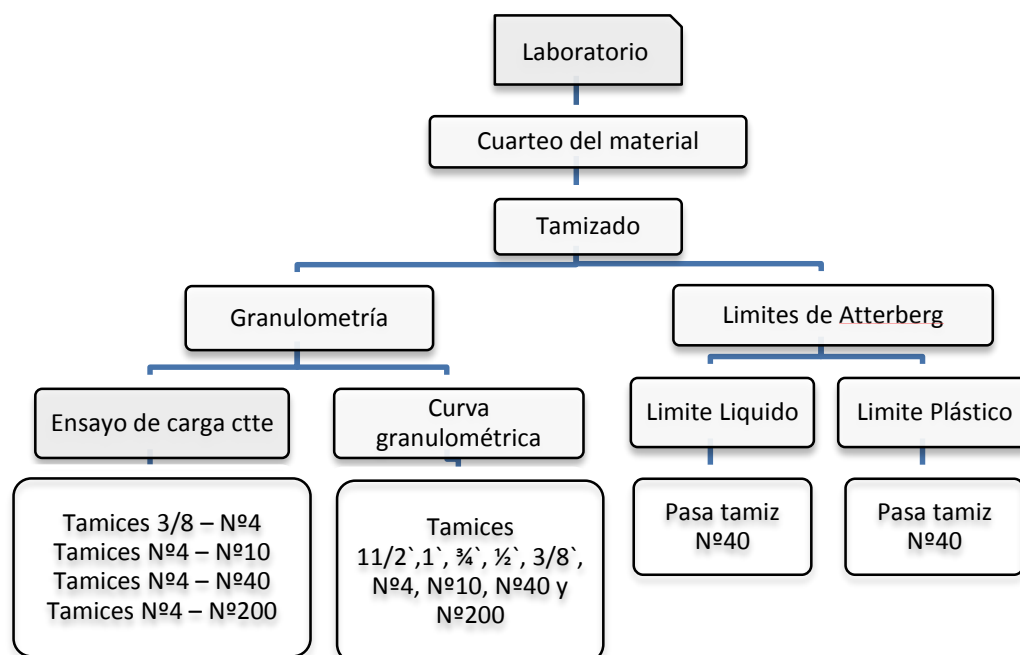 Laboratorio
Cuarteo del material
Tamizado
Granulometría
Limites de Atterberg
Ensayo de carga ctte
Curva
granulométrica
Limite Liquido
Limite Plástico
Tamices 3/8 – Nº4
Tamices Nº4 – Nº10
Tamices Nº4 – Nº40
Tamices Nº4 – Nº200
Tamices
11/2`,1`, ¾`, ½`, 3/8`,
Nº4, Nº10, Nº40 y
Nº200
Pasa tamiz
Nº40
Pasa tamiz
Nº40